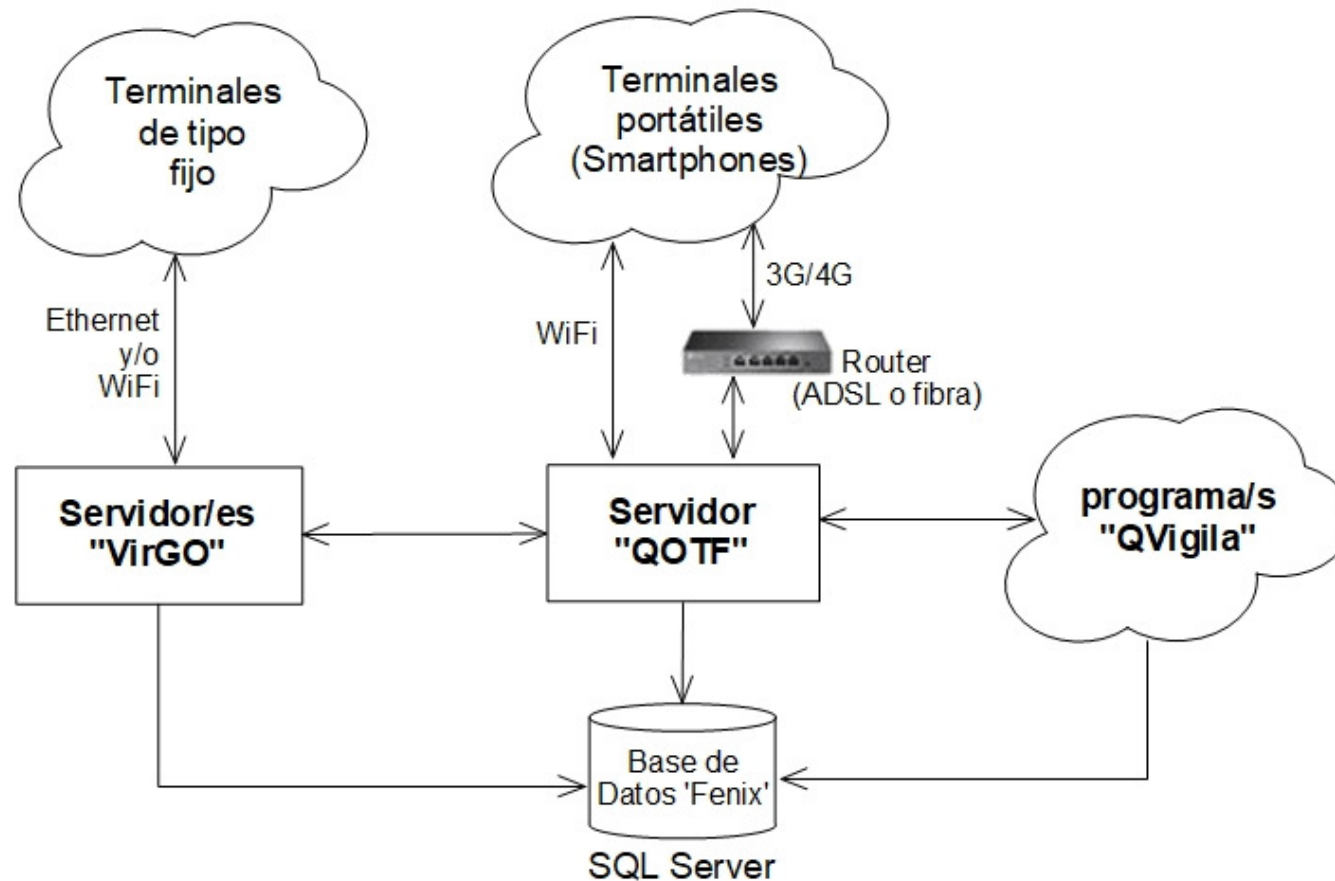 Terminales
de tipo
fijo
Terminales
portátiles
(Smartphones)
Ethernet
y/o
WiFi
WiFi
3G/4G
Router
(ADSL o fibra)
Servidor/es
"VirGO"
Servidor
"QOTF"
programa/s
"QVigila"
Base de
Datos 'Fenix'
SQL Server